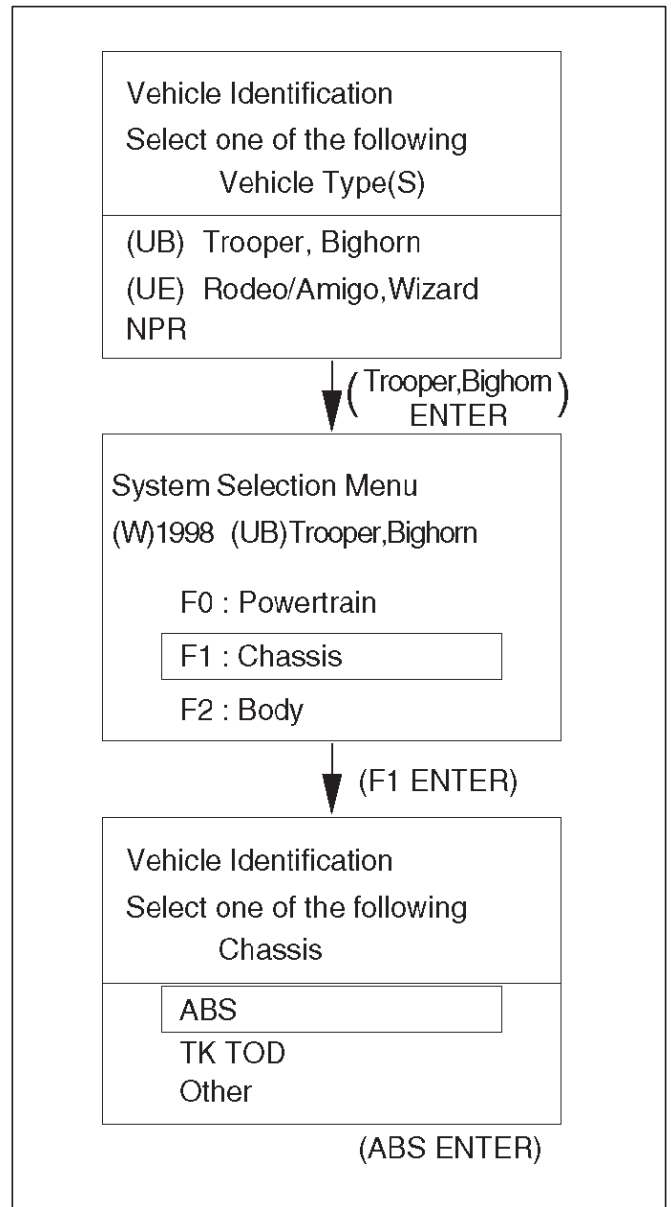 Vehicle Identification
Select one of the following
Vehicle Type(S)
(UB) Trooper, Bighorn
(UE) Rodeo/Amigo,Wizard
NPR
(Trooper,Bighorn)
ENTER
System Selection Menu
(W)1998 (UB)Trooper,Bighorn
F0 : Powertrain
F1 : Chassis
F2 : Body
(F1 ENTER)
Vehicle Identification
Select one of the following
Chassis
ABS
TK TOD
Other
(ABS ENTER)